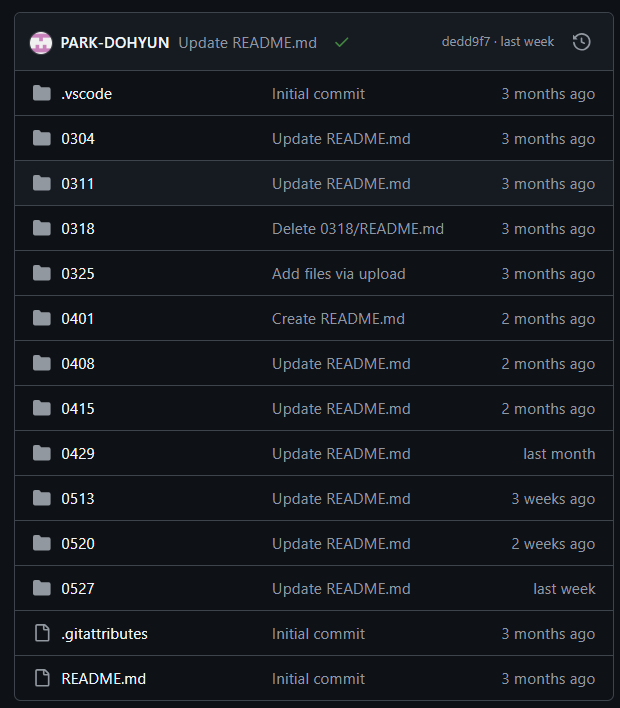 PARK-DOHYUN Update README.md dedd9f7 · last week
.vscode Initial commit 3 months ago
0304 Update README.md 3 months ago
0311 Update README.md 3 months ago
0318 Delete 0318/README.md 3 months ago
0325 Add files via upload 3 months ago
0401 Create README.md 2 months ago
0408 Update README.md 2 months ago
0415 Update README.md 2 months ago
0429 Update README.md last month
0513 Update README.md 3 weeks ago
0520 Update README.md 2 weeks ago
0527 Update README.md last week
.gitattributes Initial commit 3 months ago
README.md Initial commit 3 months ago